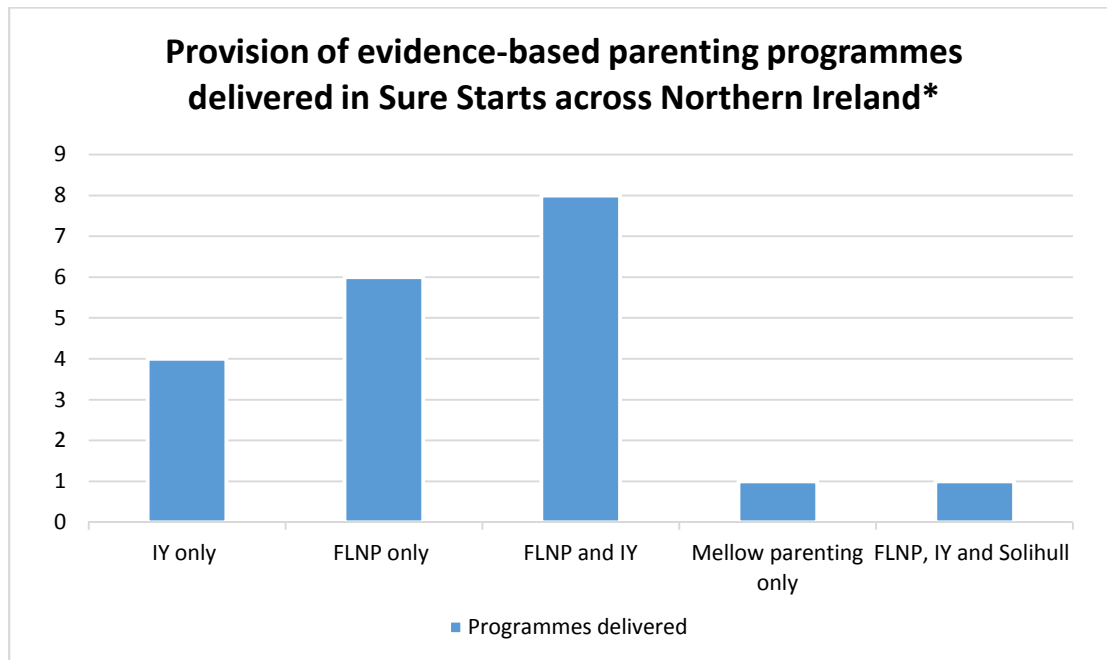 Provision of evidence-based parenting programmes
delivered in Sure Starts across Northern Ireland*
9
8
7
6
5
4
3
2
1
0
IY only
FLNP only
FLNP and IY
Mellow parenting
only
FLNP, IY and Solihull
Programmes delivered